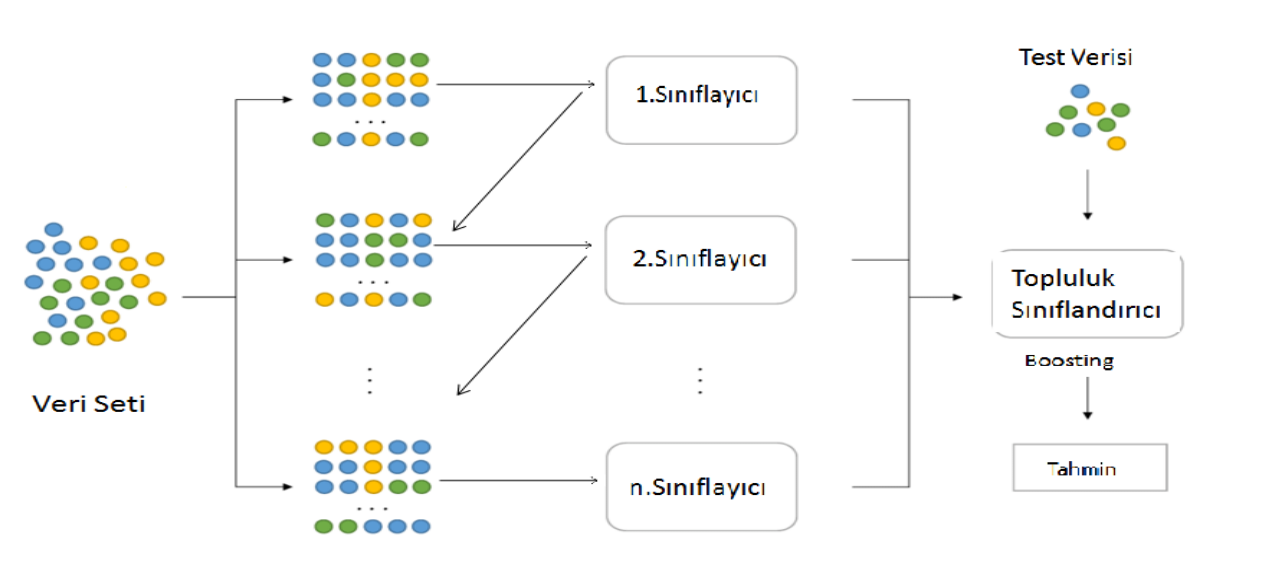 Test Verisi
1.Sınıflayıcı
2.Sınıflayıcı
Topluluk
Sınıflandırıcı
Boosting
Veri Seti
Tahmin
n.Sınıflayıcı